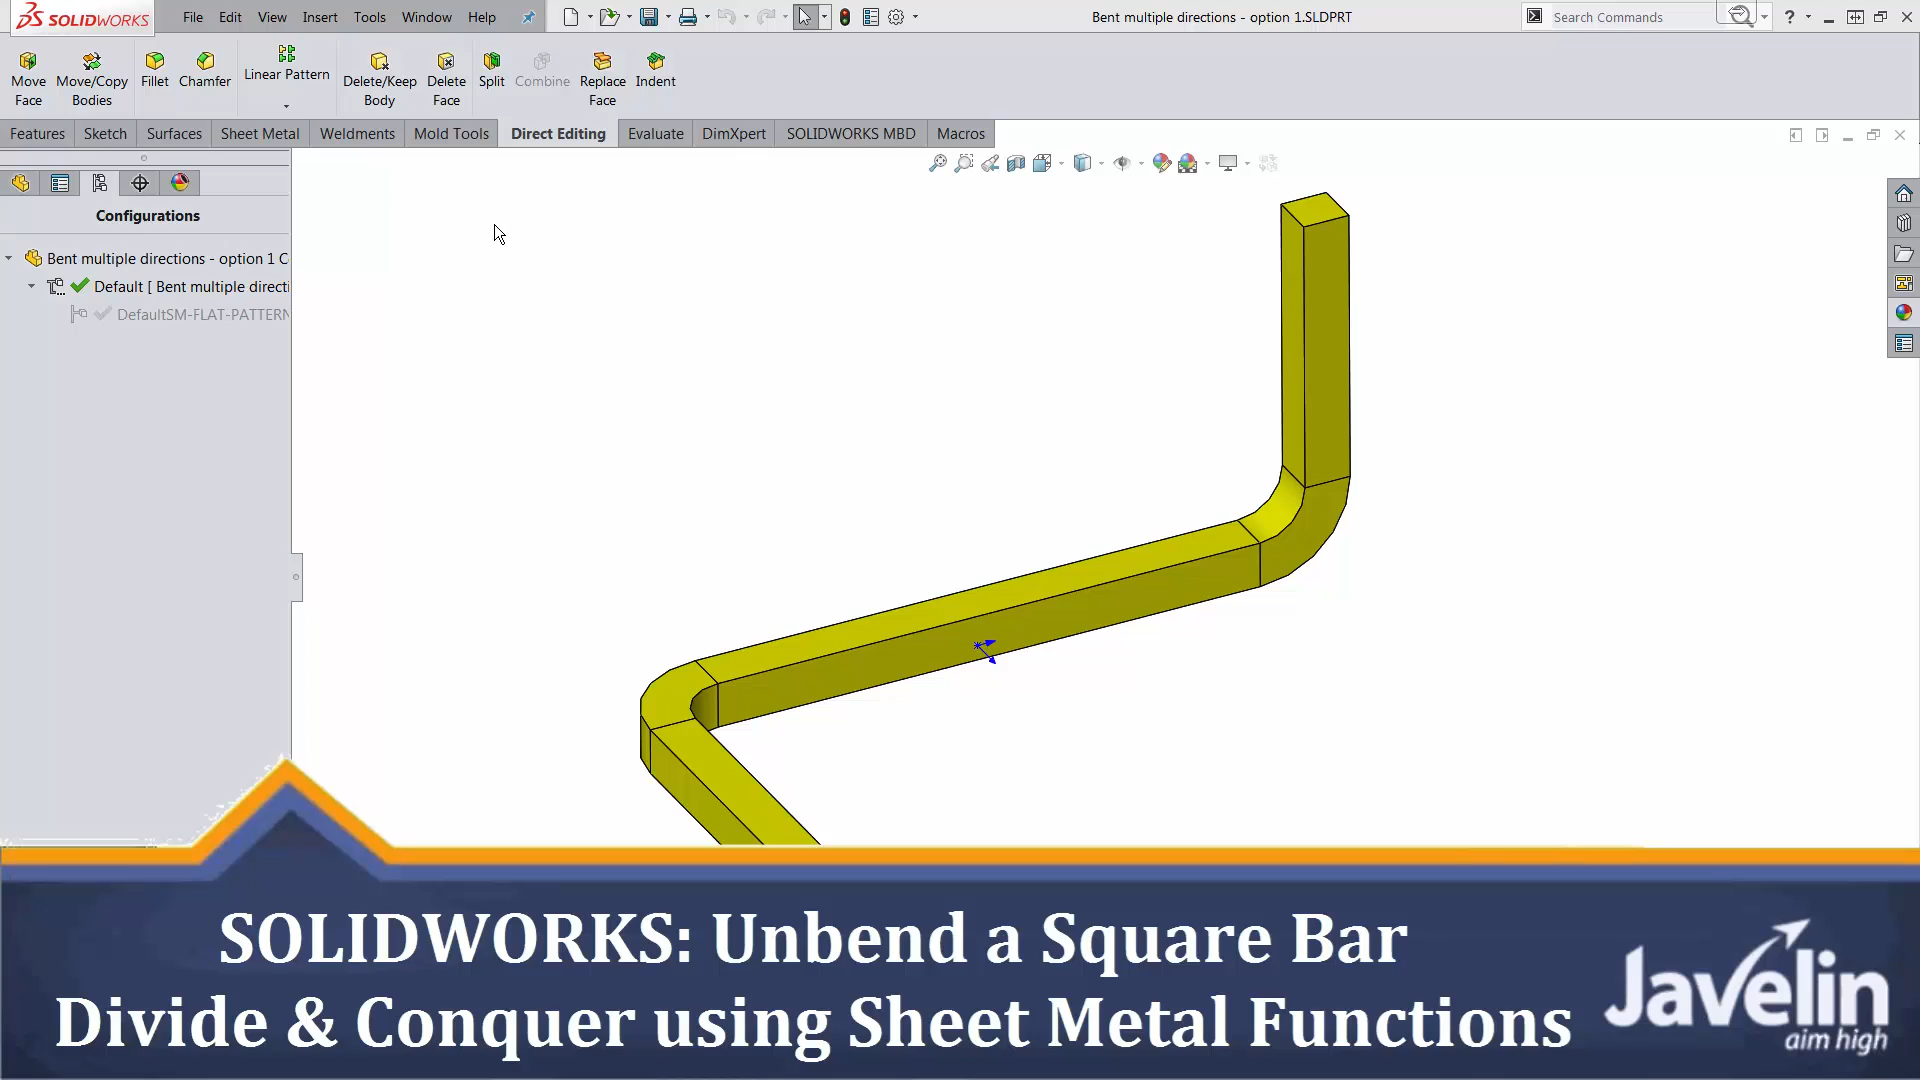 SOLIDWORKS
File Edit View Insert Tools Window Help
Bent multiple directions - option 1.SLDPRT
Search Commands
?
Move Face
Move/Copy Bodies
Fillet
Chamfer
Linear Pattern
Delete/Keep Body
Delete Face
Split
Combine
Replace Face
Indent
Features Sketch Surfaces Sheet Metal Weldments Mold Tools Direct Editing Evaluate DimXpert SOLIDWORKS MBD Macros
Configurations
Bent multiple directions - option 1 C
Default [ Bent multiple directi
DefaultSM-FLAT-PATTERN
SOLIDWORKS: Unbend a Square Bar
Divide & Conquer using Sheet Metal Functions
Javelin
aim high